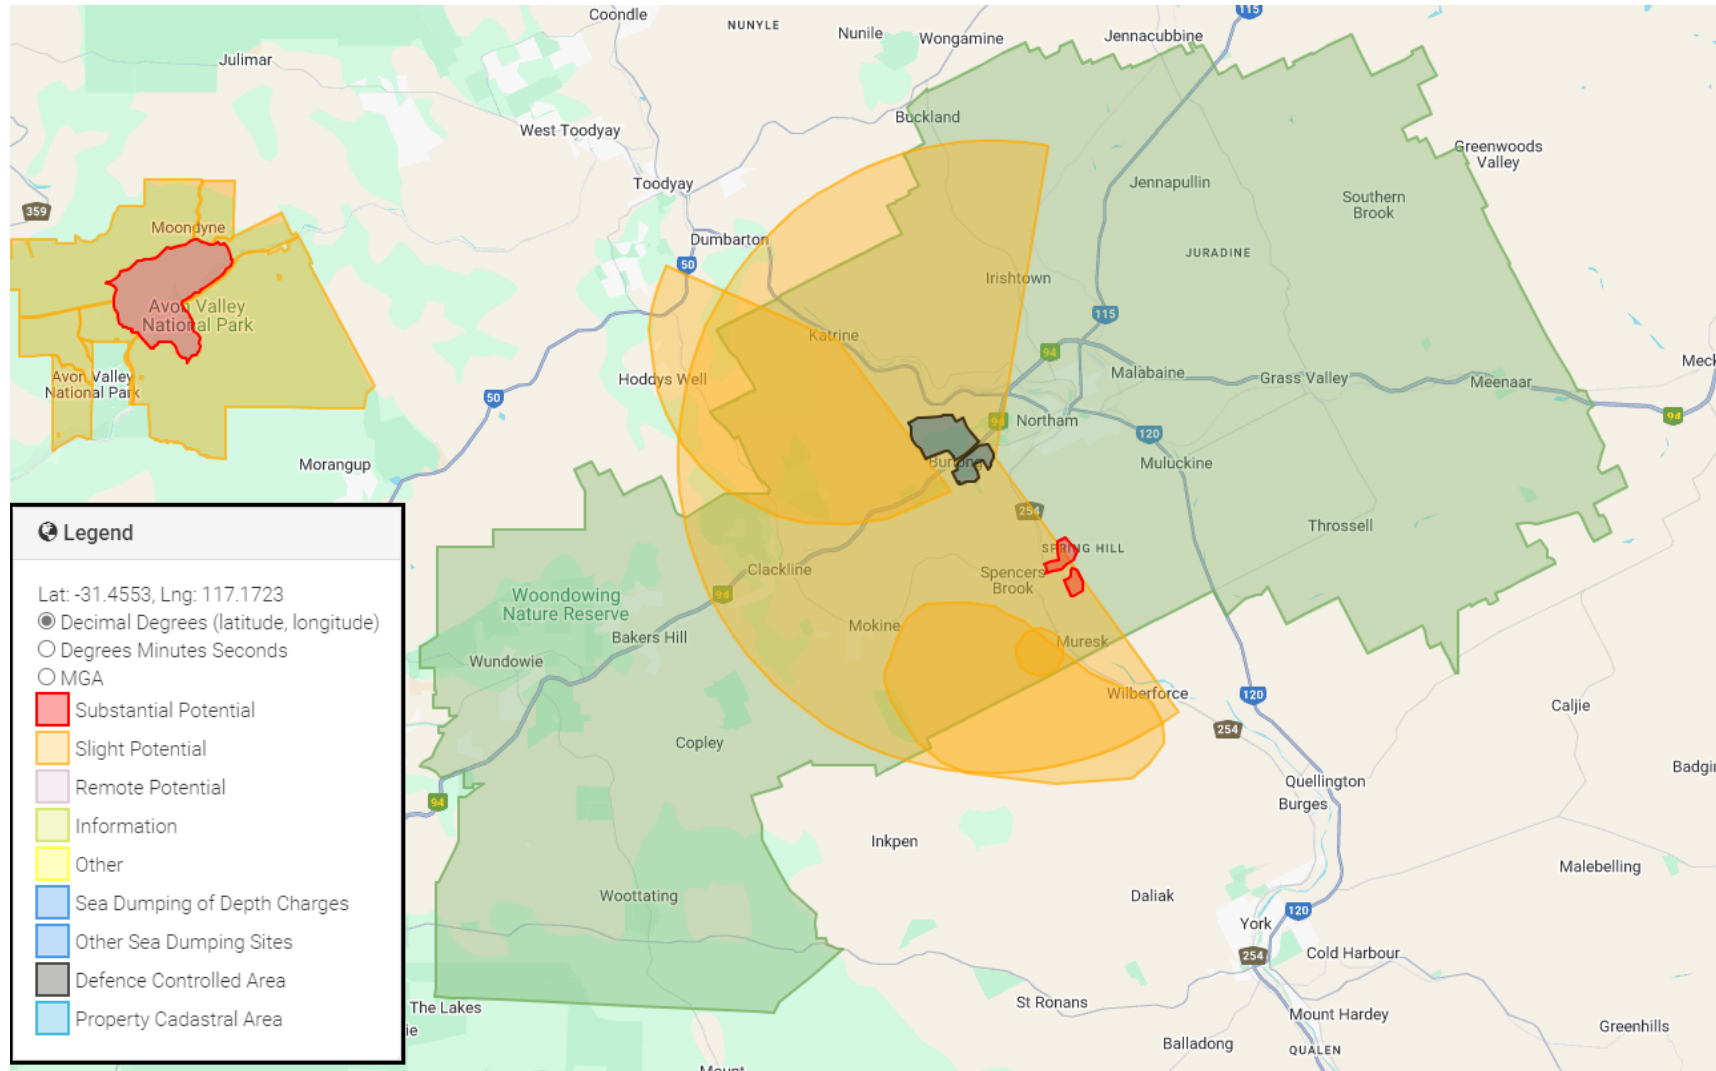 115
Coondle
NUNYLE
Nunile
Wongamine
Jennacubbine
Julimar
West Toodyay
Buckland
Greenwoods
Valley
Toodyay
Jennapullin
Southern
Brook
359
Moondyne
Dumbarton
50
JURADINE
Irishtown
Avon Valley
National Park
115
Katrine
94
Avon Valley
National Park
Hoddys Well
50
Malabaine
Grass Valley
Meenaar
94
94
Northam
120
Morangup
Muluckine
254
Throssell
SPRING HILL
Spencers
Brook
Clackline
94
Woondowing
Nature Reserve
Bakers Hill
Mokine
Muresk
Wundowie
Wilberforce
120
254
Caljie
Copley
94
Quellington
Burges
Inkpen
Malebelling
Woottating
Daliak
York
120
254
Cold Harbour
The Lakes
St Ronans
Mount Hardey
Greenhills
Balladong
QUALEN
Legend
Lat: -31.4553, Lng: 117.1723
Decimal Degrees (latitude, longitude)
Degrees Minutes Seconds
MGA
Substantial Potential
Slight Potential
Remote Potential
Information
Other
Sea Dumping of Depth Charges
Other Sea Dumping Sites
Defence Controlled Area
Property Cadastral Area